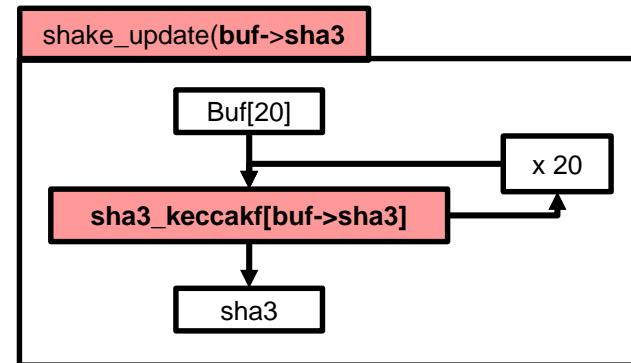 shake_update(buf->sha3
Buf[20]
x 20
sha3_keccakf[buf->sha3]
sha3